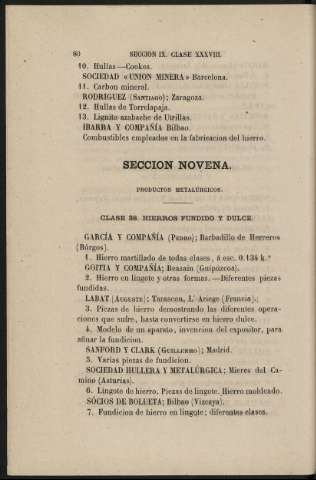 80 SECCION IX. CLASE XXXVIII.
10. Hullas—Cookes.
SOCIEDAD «UNION MINERA» Barcelona.
11. Carbon mineral.
RODRIGUEZ (SANTIAGO); Zaragoza.
12. Hullas de Torrelapaja.
13. Lignito azabache de Utrillas.
IBARRA Y COMPAÑÍA Bilbao.
Combustibles empleados en la fabricacion del hierro.
SECCION NOVENA.
PRODUCTOS METALÚRGICOS.
CLASE 38. HIERROS FUNDIDO Y DULCE.
GARCÍA Y COMPAÑÍA (PEDRO); Barbadillo de Herreros
(Búrgos).
1. Hierro martillado de todas clases, á esc. 0.134 k.º
GOITIA Y COMPAÑÍA; Beasain (Guipúzcoa).
2. Hierro en lingote y otras formas.—Diferentes piezas
fundidas.
LABAT (AUGUSTE); Tarascon, L' Ariege (Francia).
3. Piezas de hierro demostrando las diferentes opera-
ciones que sufre, hasta convertirse en hierro dulce.
4. Modelo de un aparato, invencion del expositor, para
afinar la fundicion.
SANFORD Y CLARK (GUILLERMO); Madrid.
5. Varias piezas de fundicion.
SOCIEDAD HULLERA Y METALÚRGICA; Mieres del Ca-
mino (Asturias).
6. Lingote de hierro. Piezas de lingote. Hierro moldeado.
SÓCIOS DE BOLUETA; Bilbao (Vizcaya).
7. Fundicion de hierro en lingote; diferentes clases.